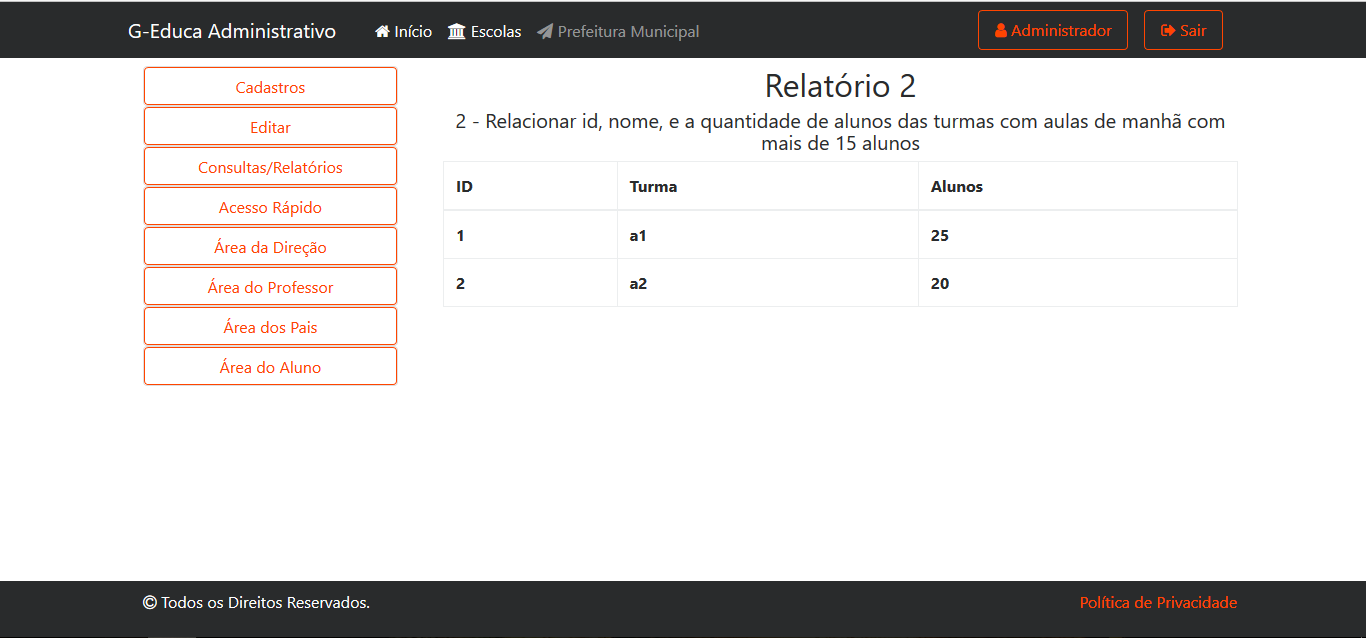 G-Educa Administrativo Início Escolas Prefeitura Municipal Administrador Sair
Cadastros
Editar
Consultas/Relatórios
Acesso Rápido
Área da Direção
Área do Professor
Área dos Pais
Área do Aluno
Relatório 2
2 - Relacionar id, nome, e a quantidade de alunos das turmas com aulas de manhã com
mais de 15 alunos
ID Turma Alunos
1 a1 25
2 a2 20
© Todos os Direitos Reservados. Política de Privacidade